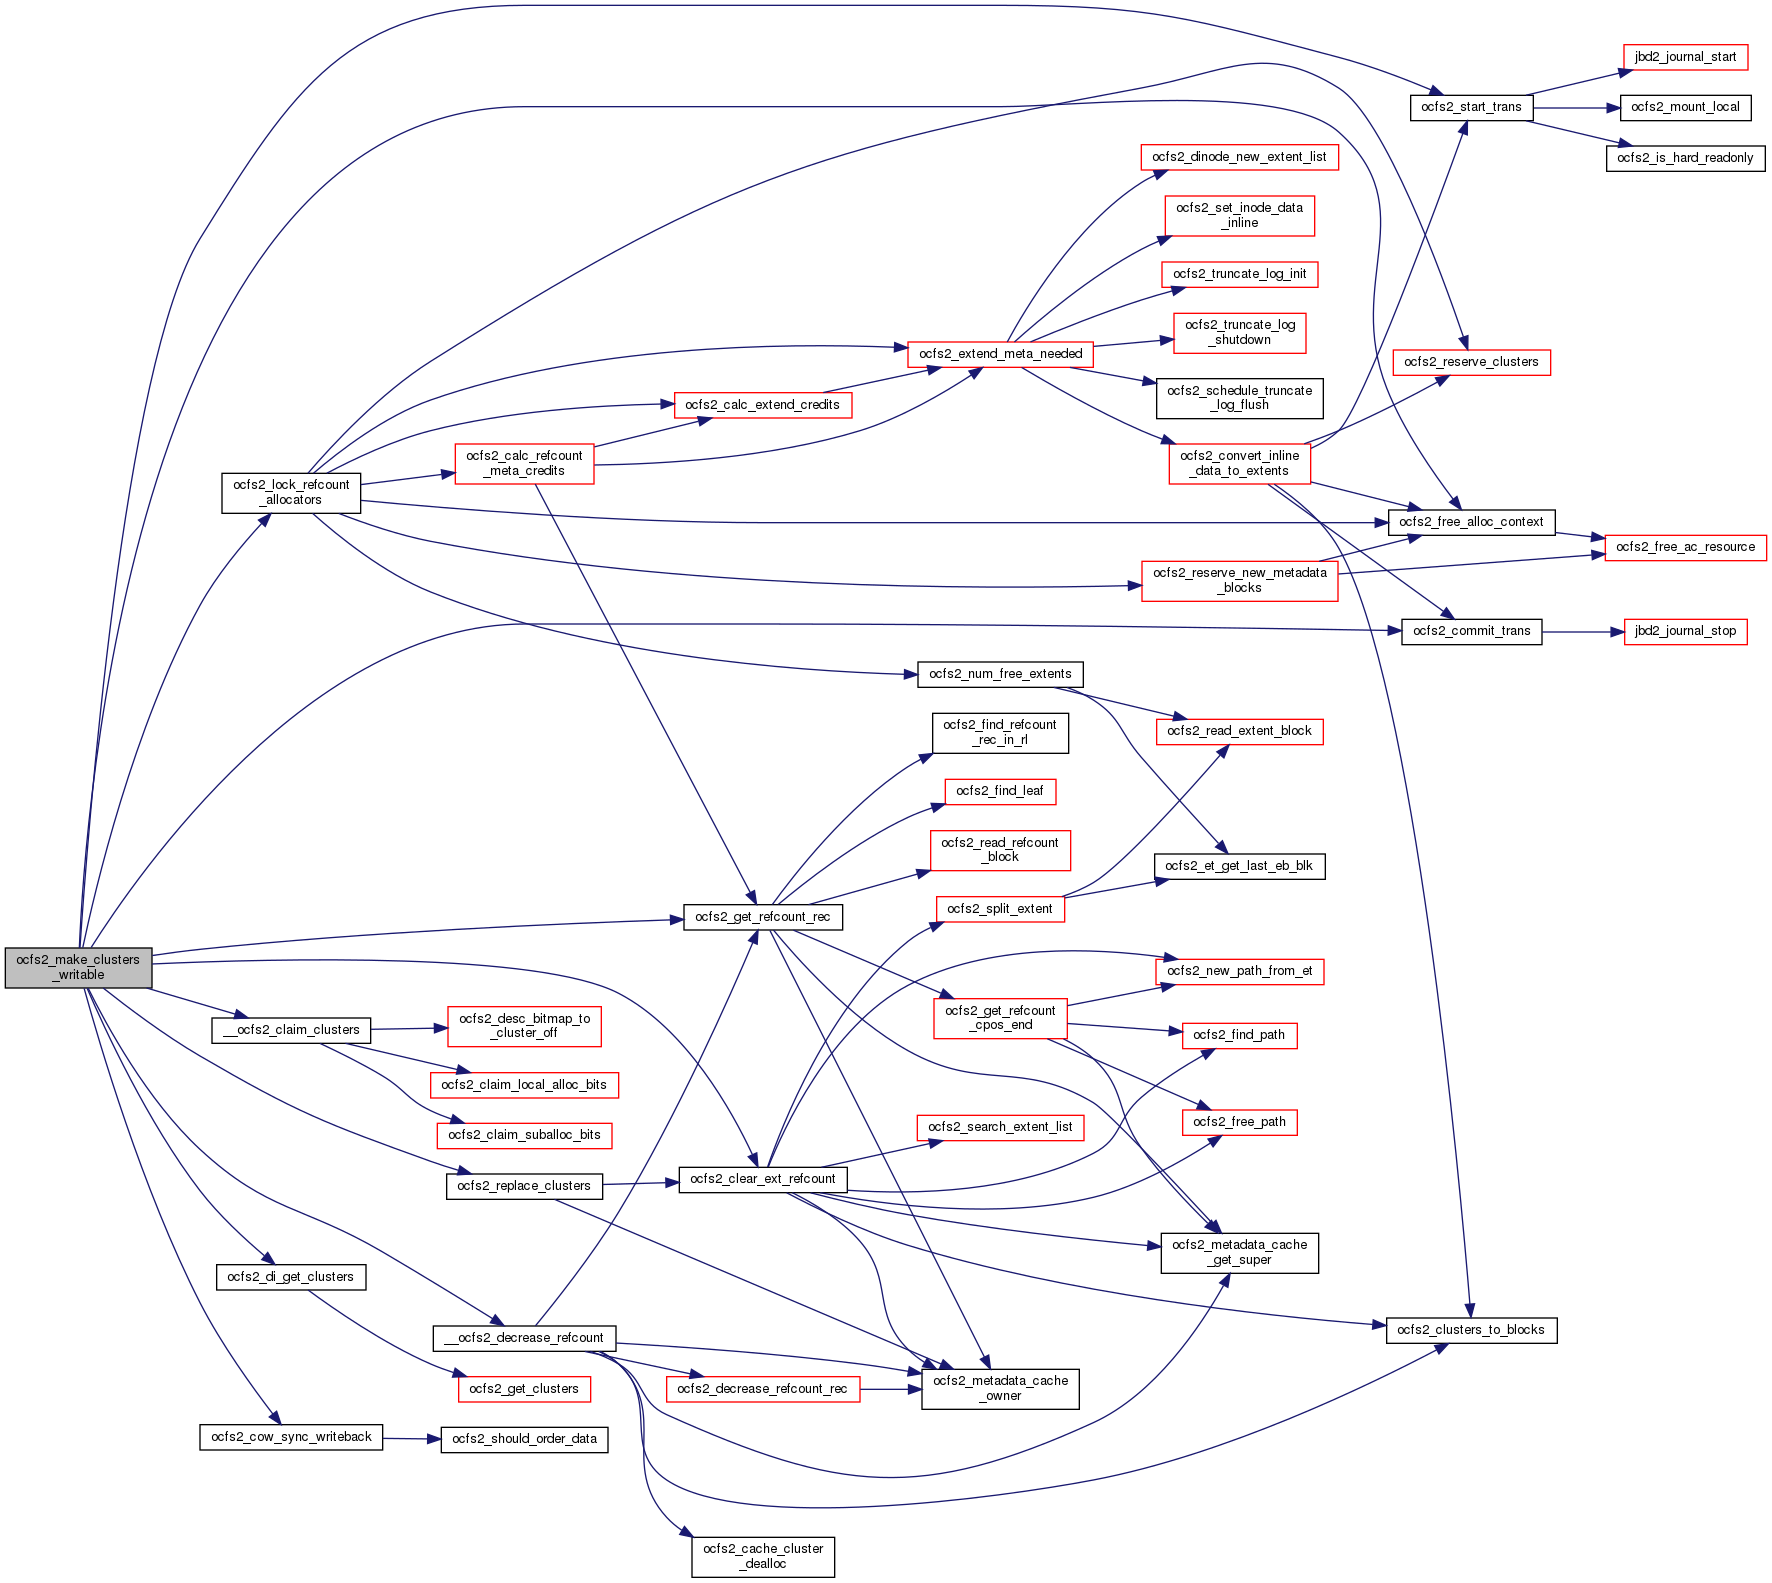 jbd2_journal_start
ocfs2_start_trans
ocfs2_mount_local
ocfs2_is_hard_readonly
ocfs2_dinode_new_extent_list
ocfs2_set_inode_data
_inline
ocfs2_truncate_log_init
ocfs2_truncate_log
_shutdown
ocfs2_extend_meta_needed
ocfs2_reserve_clusters
ocfs2_schedule_truncate
_log_flush
ocfs2_calc_extend_credits
ocfs2_calc_refcount
_meta_credits
ocfs2_convert_inline
_data_to_extents
ocfs2_lock_refcount
_allocators
ocfs2_free_alloc_context
ocfs2_free_ac_resource
ocfs2_reserve_new_metadata
_blocks
ocfs2_commit_trans
jbd2_journal_stop
ocfs2_num_free_extents
ocfs2_find_refcount
_rec_in_rl
ocfs2_read_extent_block
ocfs2_find_leaf
ocfs2_read_refcount
_block
ocfs2_et_get_last_eb_blk
ocfs2_get_refcount_rec
ocfs2_split_extent
ocfs2_make_clusters
_writable
ocfs2_new_path_from_et
ocfs2_get_refcount
_cpos_end
__ocfs2_claim_clusters
ocfs2_desc_bitmap_to
_cluster_off
ocfs2_find_path
ocfs2_claim_local_alloc_bits
ocfs2_free_path
ocfs2_search_extent_list
ocfs2_claim_suballoc_bits
ocfs2_replace_clusters
ocfs2_clear_ext_refcount
ocfs2_metadata_cache
_get_super
ocfs2_di_get_clusters
ocfs2_clusters_to_blocks
__ocfs2_decrease_refcount
ocfs2_get_clusters
ocfs2_decrease_refcount_rec
ocfs2_metadata_cache
_owner
ocfs2_cow_sync_writeback
ocfs2_should_order_data
ocfs2_cache_cluster
_dealloc